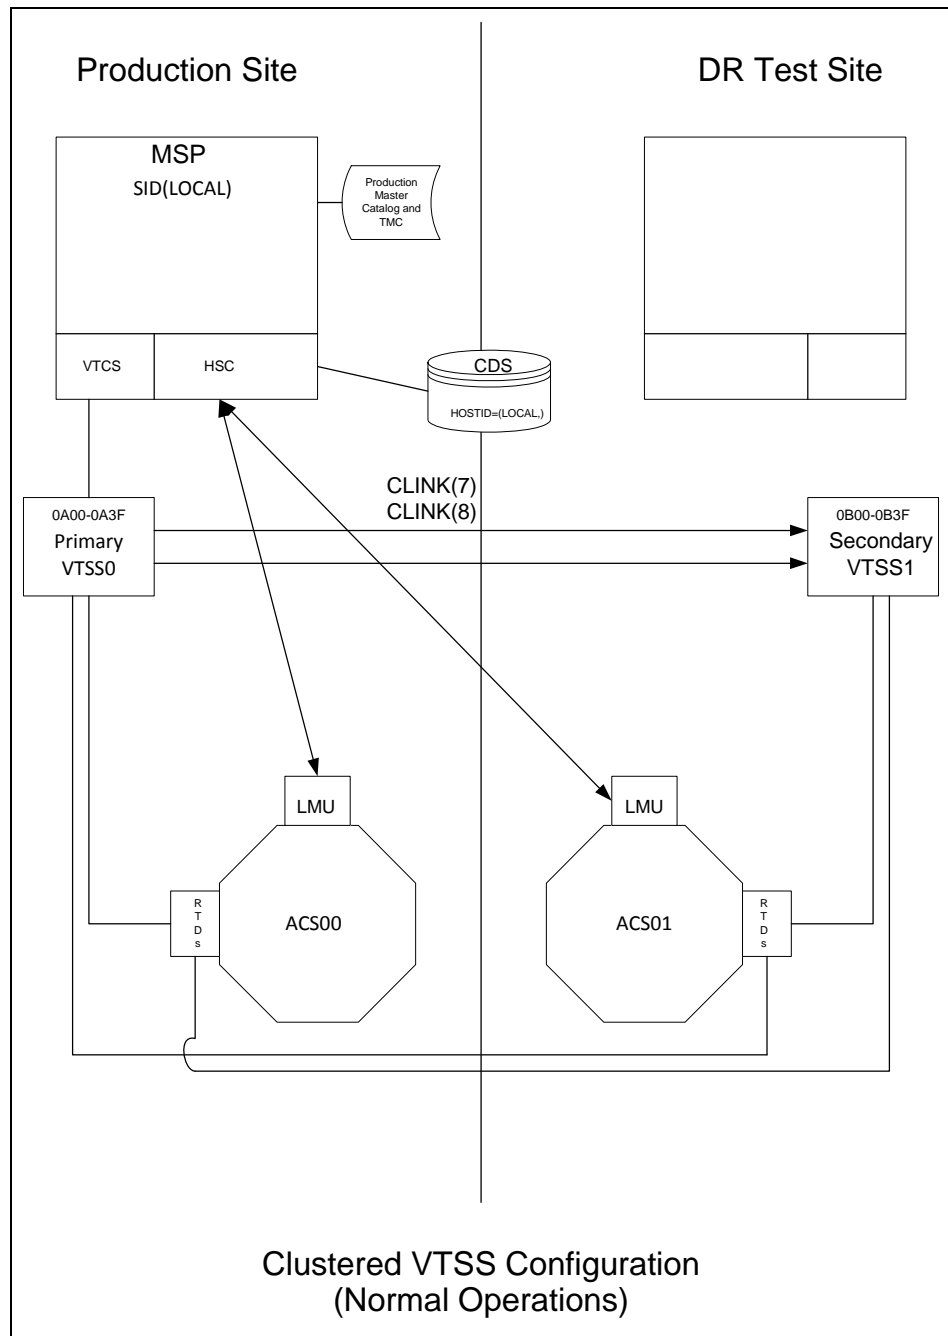 Production Site
DR Test Site
MSP
SID(LOCAL)
Production
Master
Catalog and
TMC
VTCS
HSC
CDS
HOSTID=(LOCAL,)
CLINK(7)
CLINK(8)
0A00-0A3F
Primary
VTSS0
0B00-0B3F
Secondary
VTSS1
LMU
LMU
R
T
D
s
ACS00
ACS01
R
T
D
s
Clustered VTSS Configuration
(Normal Operations)